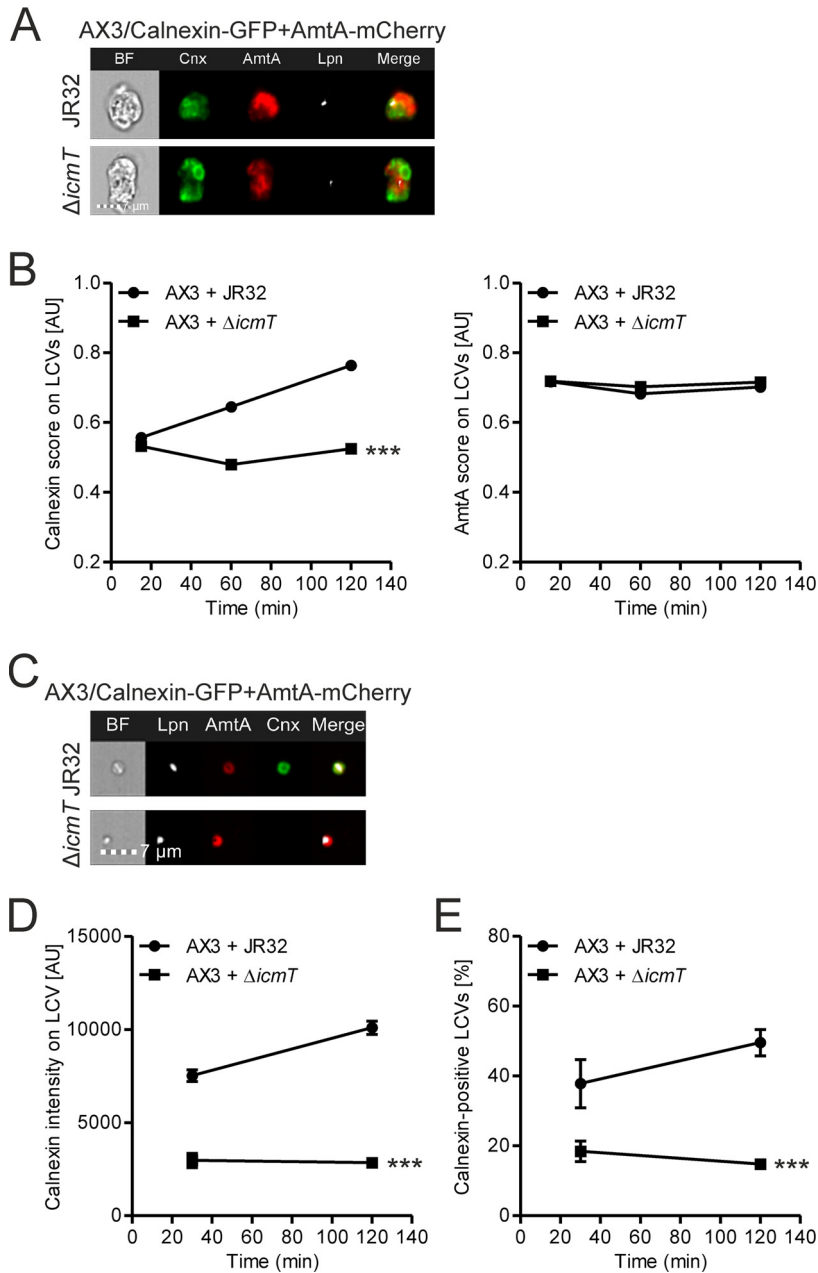 A
AX3/Calnexin-GFP+AmtA-mCherry
BF Cnx AmtA Lpn Merge
JR32
ΔicmT
7 μm
B
Calnexin score on LCVs [AU]
1.0
0.8
0.6
0.4
0.2
AX3 + JR32
AX3 + ΔicmT
***
0 20 40 60 80 100 120 140
Time (min)
AmtA score on LCVs [AU]
1.0
0.8
0.6
0.4
0.2
AX3 + JR32
AX3 + ΔicmT
0 20 40 60 80 100 120 140
Time (min)
C
AX3/Calnexin-GFP+AmtA-mCherry
BF Lpn AmtA Cnx Merge
JR32
ΔicmT
7 μm
D
Calnexin intensity on LCV [AU]
15000
10000
5000
0
AX3 + JR32
AX3 + ΔicmT
***
0 20 40 60 80 100 120 140
Time (min)
E
Calnexin-positive LCVs [%]
80
60
40
20
0
AX3 + JR32
AX3 + ΔicmT
***
0 20 40 60 80 100 120 140
Time (min)